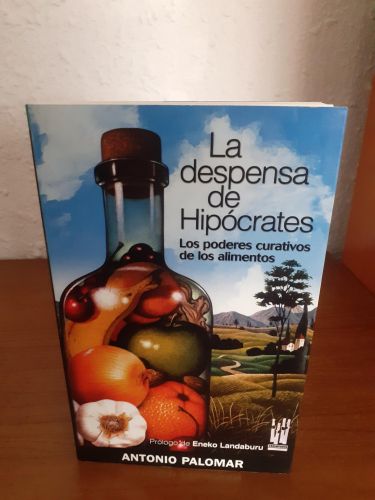 La
despensa
de
Hipócrates
Los poderes curativos
de los alimentos
Prólogo de Eneko Landaburu
ANTONIO PALOMAR